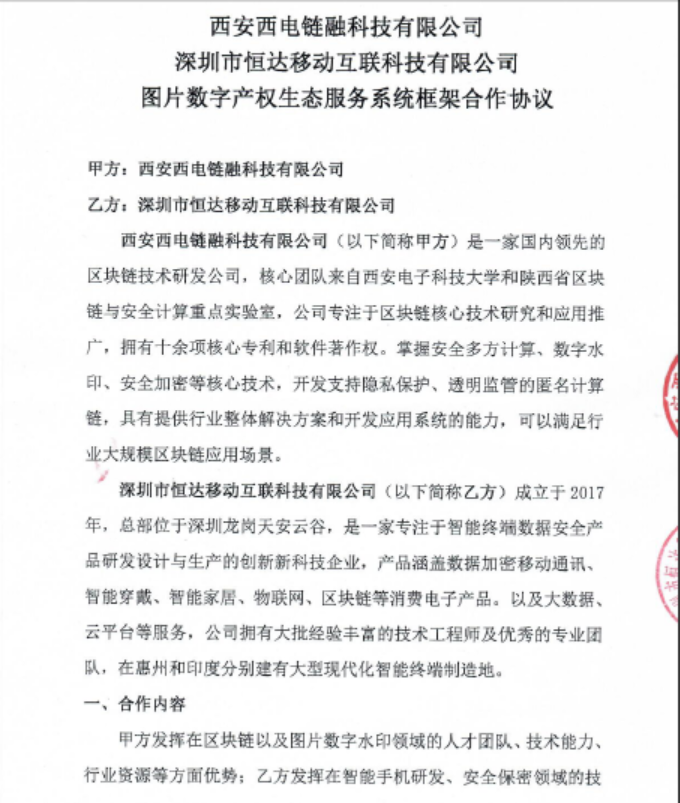 西安西电链融科技有限公司
深圳市恒达移动互联科技有限公司
图片数字产权生态服务系统框架合作协议
甲方：西安西电链融科技有限公司
乙方：深圳市恒达移动互联科技有限公司
西安西电链融科技有限公司（以下简称甲方）是一家国内领先的
区块链技术研发公司，核心团队来自西安电子科技大学和陕西省区块
链与安全计算重点实验室，公司专注于区块链核心技术研究和应用推
广，拥有十余项核心专利和软件著作权。掌握安全多方计算、数字水
印、安全加密等核心技术，开发支持隐私保护、透明监管的匿名计算
链，具有提供行业整体解决方案和开发应用系统的能力，可以满足行
业大规模区块链应用场景。
深圳市恒达移动互联科技有限公司（以下简称乙方）成立于 2017
年，总部位于深圳龙岗天安云谷，是一家专注于智能终端数据安全产
品研发设计与生产的创新新科技企业，产品涵盖数据加密移动通讯、
智能穿戴、智能家居、物联网、区块链等消费电子产品。以及大数据、
云平台等服务，公司拥有大批经验丰富的技术工程师及优秀的专业团
队，在惠州和印度分别建有大型现代化智能终端制造地。
一、合作内容
甲方发挥在区块链以及图片数字水印领域的人才团队、技术能力、
行业资源等方面优势；乙方发挥在智能手机研发、安全保密领域的技